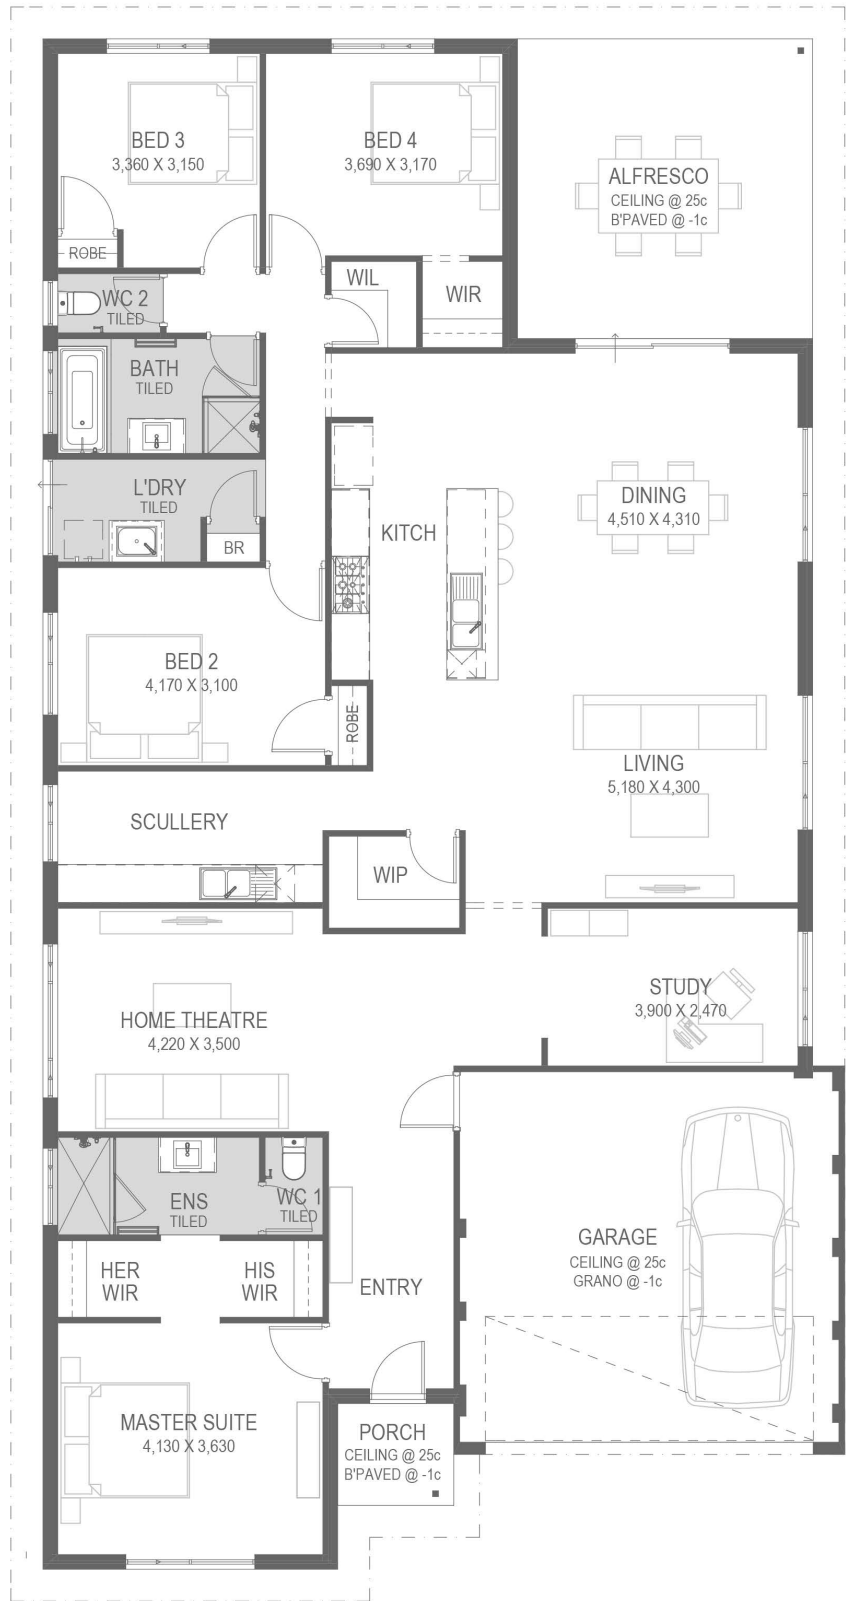 BED 3
3,360 X 3,150
BED 4
3,690 X 3,170
ALFRESCO
CEILING @ 25c
B'PAVED @ -1c
ROBE
WIL
WIR
WC 2
TILED
BATH
TILED
L'DRY
TILED
BR
KITCH
DINING
4,510 X 4,310
BED 2
4,170 X 3,100
ROBE
LIVING
5,180 X 4,300
SCULLERY
WIP
HOME THEATRE
4,220 X 3,500
STUDY
3,900 X 2,470
ENS
TILED
WC 1
TILED
GARAGE
CEILING @ 25c
GRANO @ -1c
HER
WIR
HIS
WIR
ENTRY
MASTER SUITE
4,130 X 3,630
PORCH
CEILING @ 25c
B'PAVED @ -1c